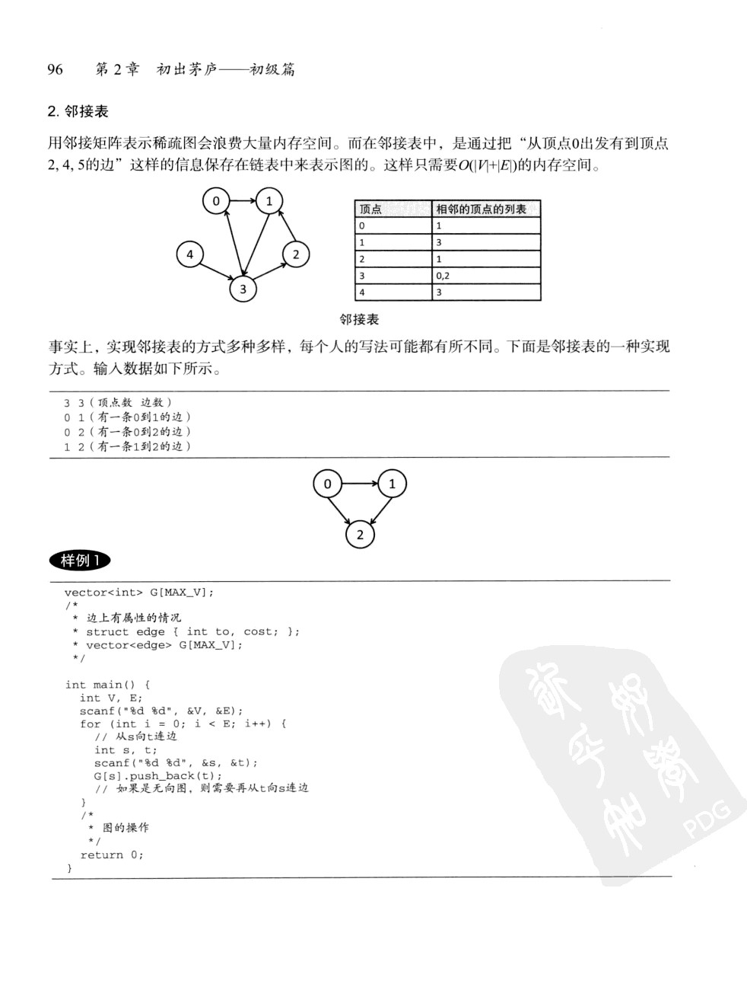 96 第2章 初出茅庐——初级篇
2. 邻接表
用邻接矩阵表示稀疏图会浪费大量内存空间。而在邻接表中，是通过把“从顶点0出发有到顶点
2, 4, 5的边”这样的信息保存在链表中来表示图的。这样只需要O(|V|+|E|)的内存空间。
0
1
4
2
3
顶点 相邻的顶点的列表
0 1
1 3
2 1
3 0,2
4 3
邻接表
事实上，实现邻接表的方式多种多样，每个人的写法可能都有所不同。下面是邻接表的一种实现
方式。输入数据如下所示。
3 3（顶点数 边数）
0 1（有一条0到1的边）
0 2（有一条0到2的边）
1 2（有一条1到2的边）
0
1
2
样例1
vector<int> G[MAX_V];
/*
* 边上有属性的情况
* struct edge { int to, cost; };
* vector<edge> G[MAX_V];
*/
int main() {
int V, E;
scanf("%d %d", &V, &E);
for (int i = 0; i < E; i++) {
// 从s向t连边
int s, t;
scanf("%d %d", &s, &t);
G[s].push_back(t);
// 如果是无向图，则需要再从t向s连边
}
/*
* 图的操作
*/
return 0;
}
PDG